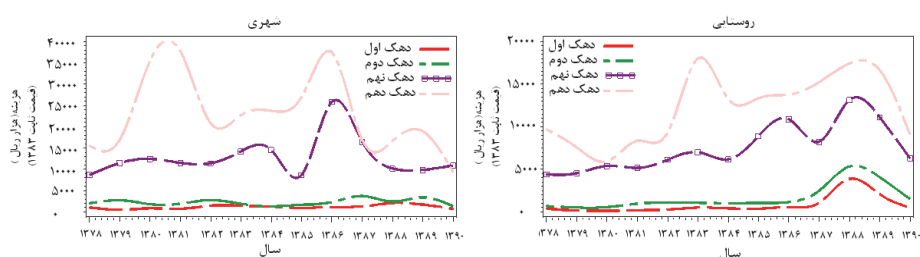 روستایی
هزینه(هزار ریال)
(قیمت ثابت ۱۳۸۳)
۲۰۰۰۰
۱۵۰۰۰
۱۰۰۰۰
۵۰۰۰
۰
دهک اول
دهک دوم
دهک نهم
دهک دهم
۱۳۷۸ ۱۳۷۹ ۱۳۸۰ ۱۳۸۱ ۱۳۸۲ ۱۳۸۳ ۱۳۸۴ ۱۳۸۵ ۱۳۸۶ ۱۳۸۷ ۱۳۸۸ ۱۳۸۹ ۱۳۹۰
سال
شهری
هزینه(هزار ریال)
(قیمت ثابت ۱۳۸۳)
۴۰۰۰۰
۳۵۰۰۰
۳۰۰۰۰
۲۵۰۰۰
۲۰۰۰۰
۱۵۰۰۰
۱۰۰۰۰
۵۰۰۰
۰
دهک اول
دهک دوم
دهک نهم
دهک دهم
۱۳۷۸ ۱۳۷۹ ۱۳۸۰ ۱۳۸۱ ۱۳۸۲ ۱۳۸۳ ۱۳۸۴ ۱۳۸۵ ۱۳۸۶ ۱۳۸۷ ۱۳۸۸ ۱۳۸۹ ۱۳۹۰
سال